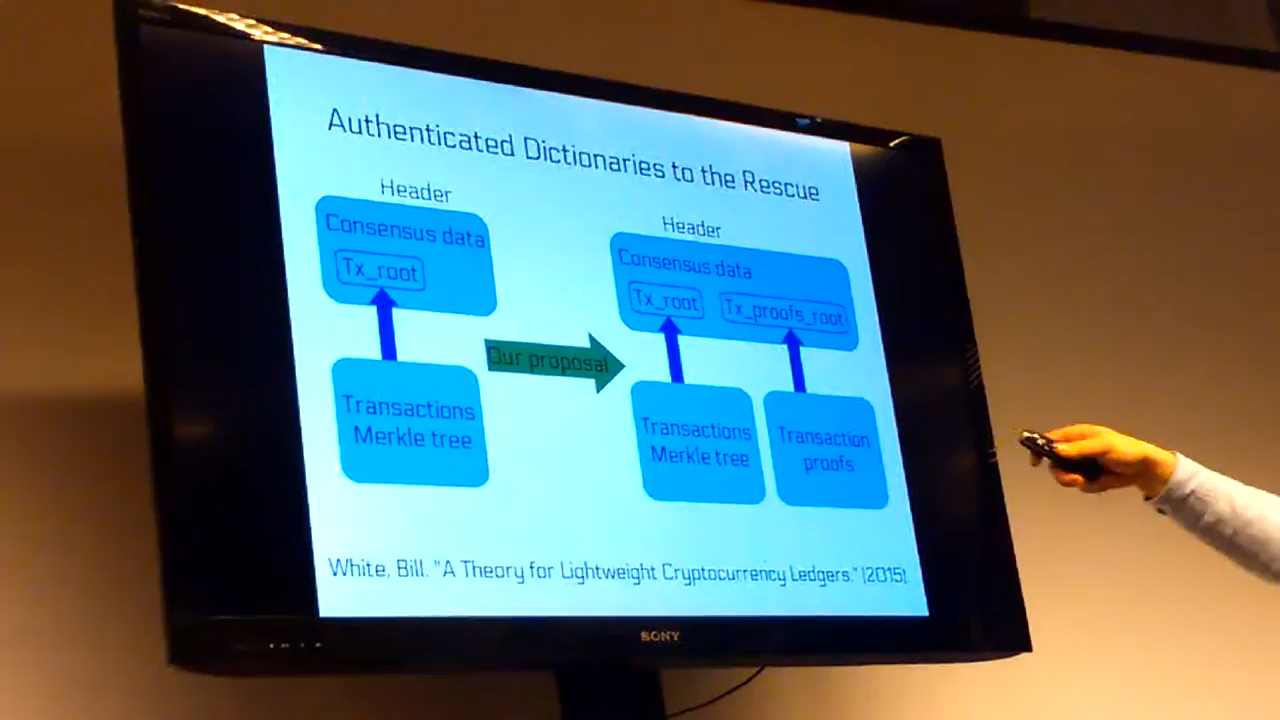 Authenticated Dictionaries to the Rescue
Header
Consensus data
Tx_root
Transactions
Merkle tree
Our proposal
Header
Consensus data
Tx_root
Tx_proofs_root
Transactions
Merkle tree
Transaction
proofs
White, Bill. "A Theory for Lightweight Cryptocurrency Ledgers." (2015).
SONY